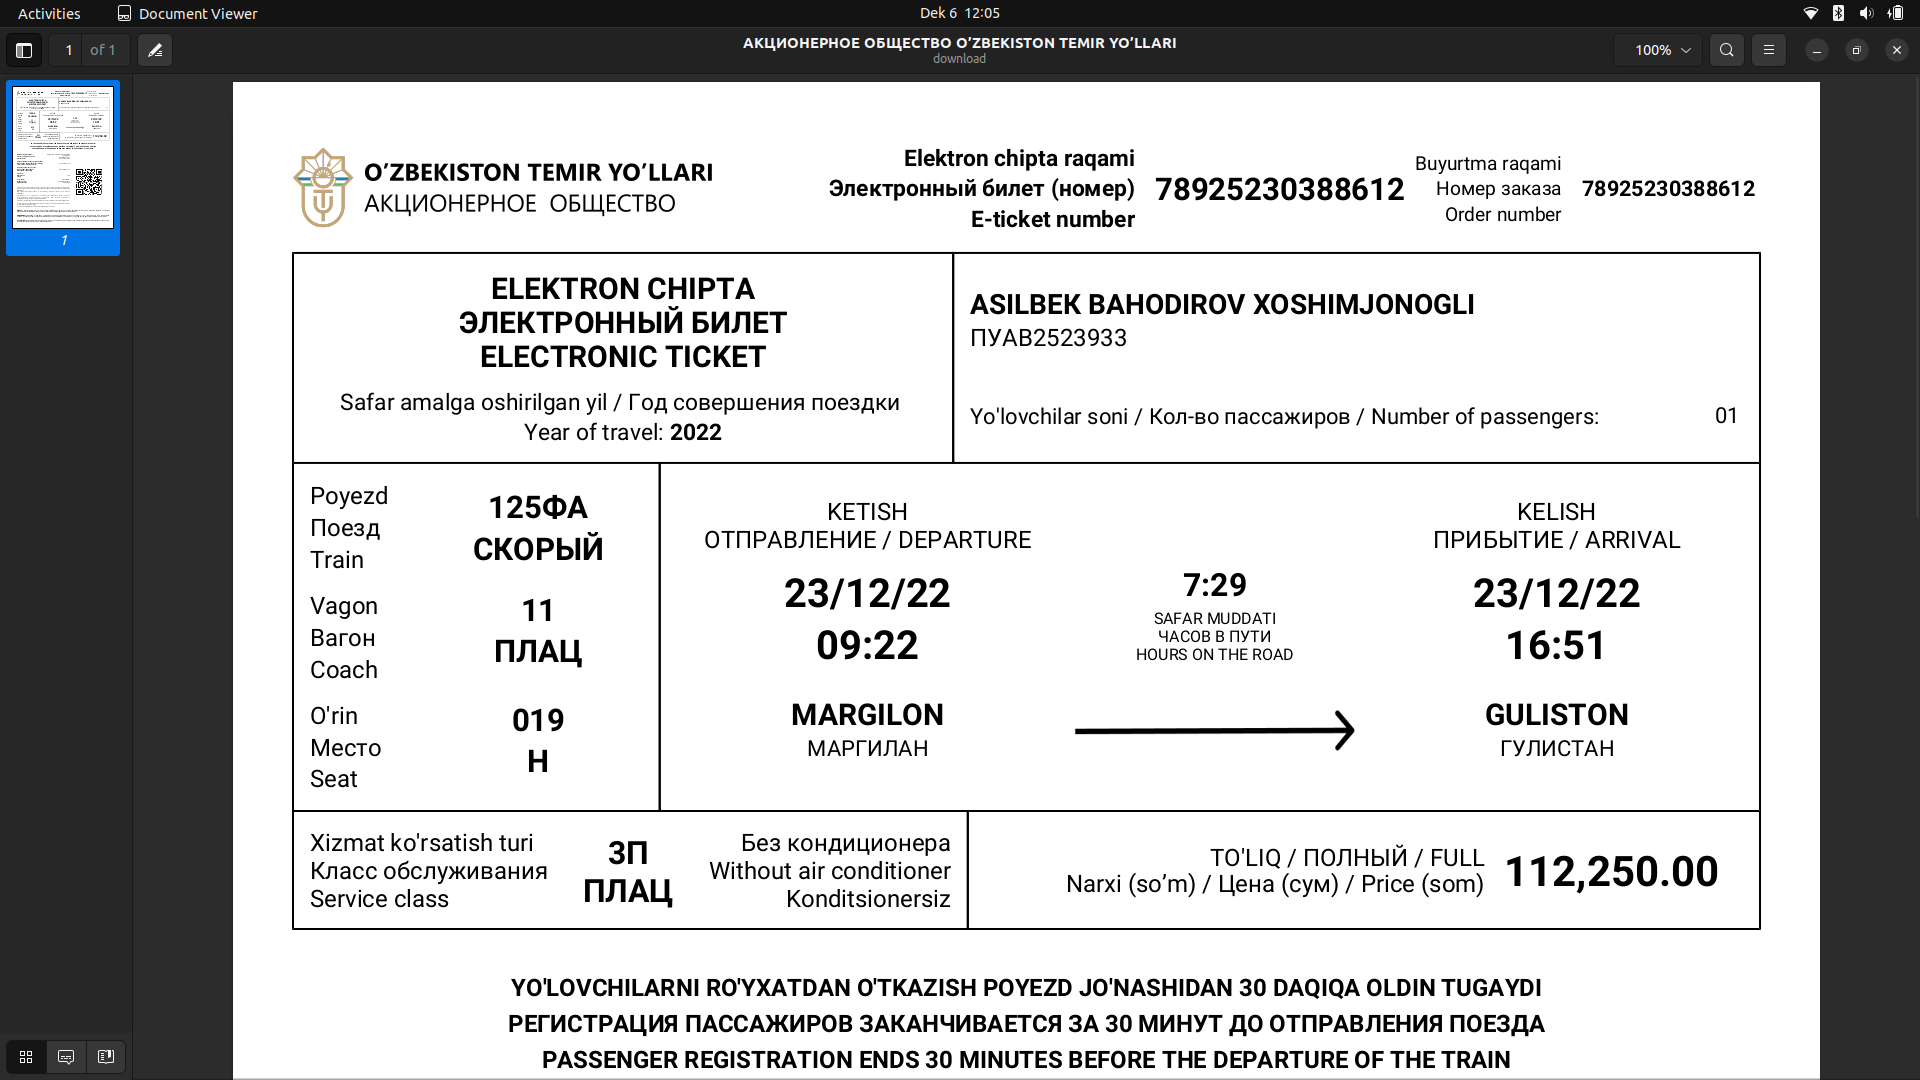 Activities
Document Viewer
Dek 6 12:05
1 of 1
АКЦИОНЕРНОЕ ОБЩЕСТВО O’ZBEKISTON TEMIR YO’LLARI
download
100%
1
O’ZBEKISTON TEMIR YO’LLARI
АКЦИОНЕРНОЕ ОБЩЕСТВО
Elektron chipta raqami
Электронный билет (номер)
E-ticket number
78925230388612
Buyurtma raqami
Номер заказа
Order number
78925230388612
ELEKTRON CHIPTA
ЭЛЕКТРОННЫЙ БИЛЕТ
ELECTRONIC TICKET
Safar amalga oshirilgan yil / Год совершения поездки
Year of travel: 2022
ASILBEK BAHODIROV XOSHIMJONOGLI
ПУАВ2523933
Yo'lovchilar soni / Кол-во пассажиров / Number of passengers: 01
Poyezd
Поезд
Train
125ФА
СКОРЫЙ
Vagon
Вагон
Coach
11
ПЛАЦ
O'rin
Место
Seat
019
Н
KETISH
ОТПРАВЛЕНИЕ / DEPARTURE
23/12/22
09:22
MARGILON
МАРГИЛАН
7:29
SAFAR MUDDATI
ЧАСОВ В ПУТИ
HOURS ON THE ROAD
KELISH
ПРИБЫТИЕ / ARRIVAL
23/12/22
16:51
GULISTON
ГУЛИСТАН
Xizmat ko'rsatish turi
Класс обслуживания
Service class
3П
ПЛАЦ
Без кондиционера
Without air conditioner
Konditsionersiz
TO'LIQ / ПОЛНЫЙ / FULL
Narxi (so’m) / Цена (сум) / Price (som)
112,250.00
YO'LOVCHILARNI RO'YXATDAN O'TKAZISH POYEZD JO'NASHIDAN 30 DAQIQA OLDIN TUGAYDI
РЕГИСТРАЦИЯ ПАССАЖИРОВ ЗАКАНЧИВАЕТСЯ ЗА 30 МИНУТ ДО ОТПРАВЛЕНИЯ ПОЕЗДА
PASSENGER REGISTRATION ENDS 30 MINUTES BEFORE THE DEPARTURE OF THE TRAIN